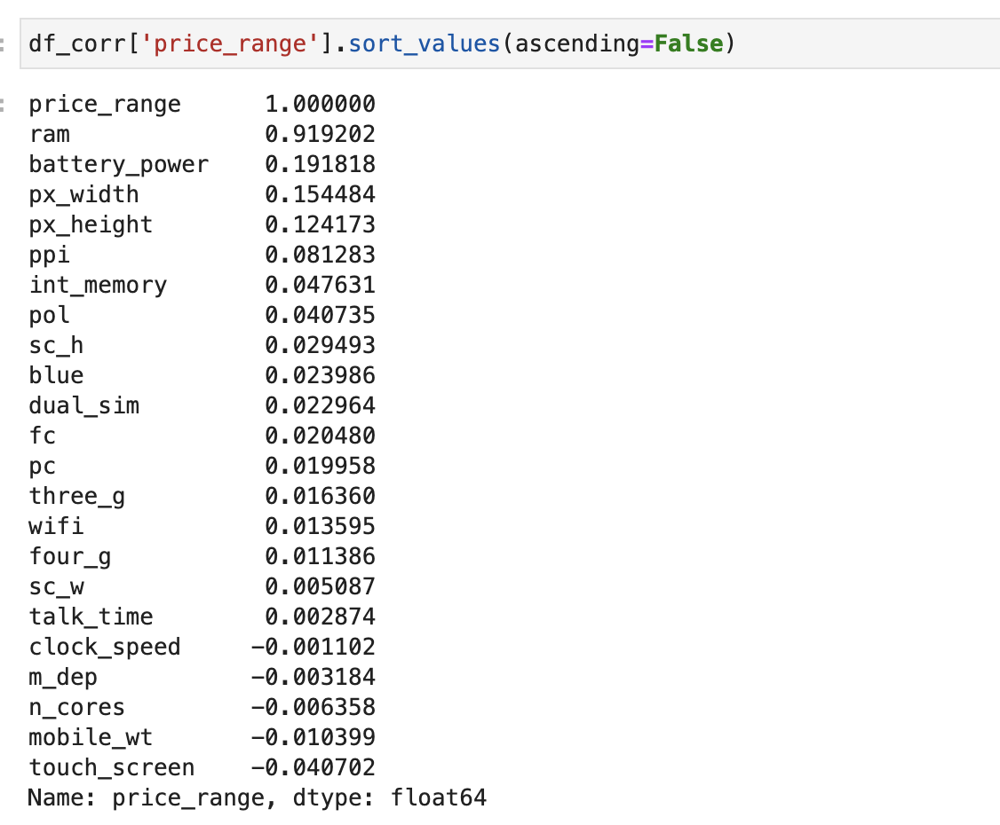 df_corr['price_range'].sort_values(ascending=False)
price_range 1.000000
ram 0.919202
battery_power 0.191818
px_width 0.154484
px_height 0.124173
ppi 0.081283
int_memory 0.047631
pol 0.040735
sc_h 0.029493
blue 0.023986
dual_sim 0.022964
fc 0.020480
pc 0.019958
three_g 0.016360
wifi 0.013595
four_g 0.011386
sc_w 0.005087
talk_time 0.002874
clock_speed -0.001102
m_dep -0.003184
n_cores -0.006358
mobile_wt -0.010399
touch_screen -0.040702
Name: price_range, dtype: float64